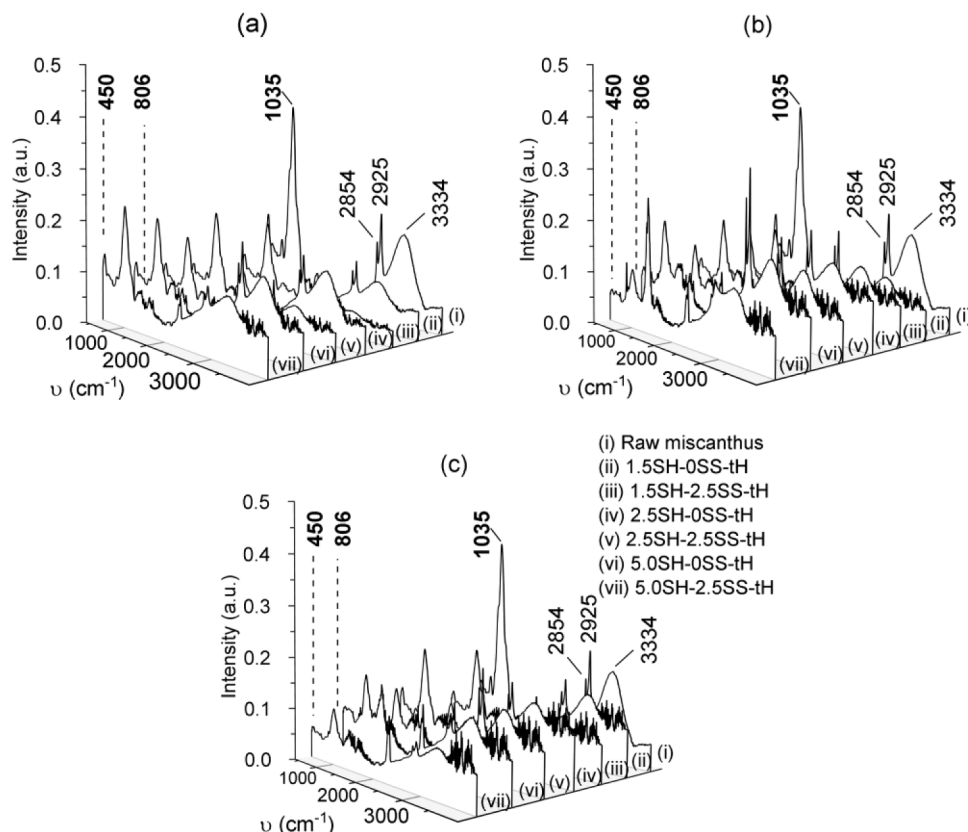 (a)
Intensity (a.u.)
0.5
0.4
0.3
0.2
0.1
0.0
450
806
1035
2854
2925
3334
1000
2000
3000
υ (cm⁻¹)
(vii)
(vi)
(v)
(iv)
(iii)
(ii)
(i)
(b)
Intensity (a.u.)
0.5
0.4
0.3
0.2
0.1
0.0
450
806
1035
2854
2925
3334
1000
2000
3000
υ (cm⁻¹)
(vii)
(vi)
(v)
(iv)
(iii)
(ii)
(i)
(c)
Intensity (a.u.)
0.5
0.4
0.3
0.2
0.1
0.0
450
806
1035
2854
2925
3334
1000
2000
3000
υ (cm⁻¹)
(vii)
(vi)
(v)
(iv)
(iii)
(ii)
(i)
(i) Raw miscanthus
(ii) 1.5SH-0SS-tH
(iii) 1.5SH-2.5SS-tH
(iv) 2.5SH-0SS-tH
(v) 2.5SH-2.5SS-tH
(vi) 5.0SH-0SS-tH
(vii) 5.0SH-2.5SS-tH